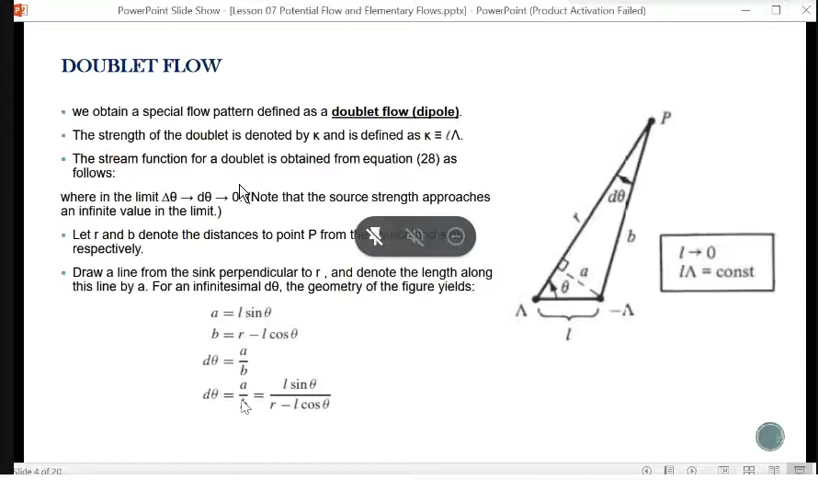 PowerPoint Slide Show - [Lesson 07 Potential Flow and Elementary Flows.pptx] - PowerPoint (Product Activation Failed)
DOUBLET FLOW
▪ we obtain a special flow pattern defined as a doublet flow (dipole).
▪ The strength of the doublet is denoted by κ and is defined as κ ≡ ℓΛ.
▪ The stream function for a doublet is obtained from equation (28) as
follows:
where in the limit Δθ → dθ → 0. (Note that the source strength approaches
an infinite value in the limit.)
▪ Let r and b denote the distances to point P from
respectively.
▪ Draw a line from the sink perpendicular to r , and denote the length along
this line by a. For an infinitesimal dθ, the geometry of the figure yields:
a = l sin θ
b = r − l cos θ
dθ = a/b
dθ = a/ = l sin θ / (r − l cos θ)
P
dθ
r
b
a
θ
Λ
−Λ
l
l → 0
lΛ = const
Slide 4 of 20